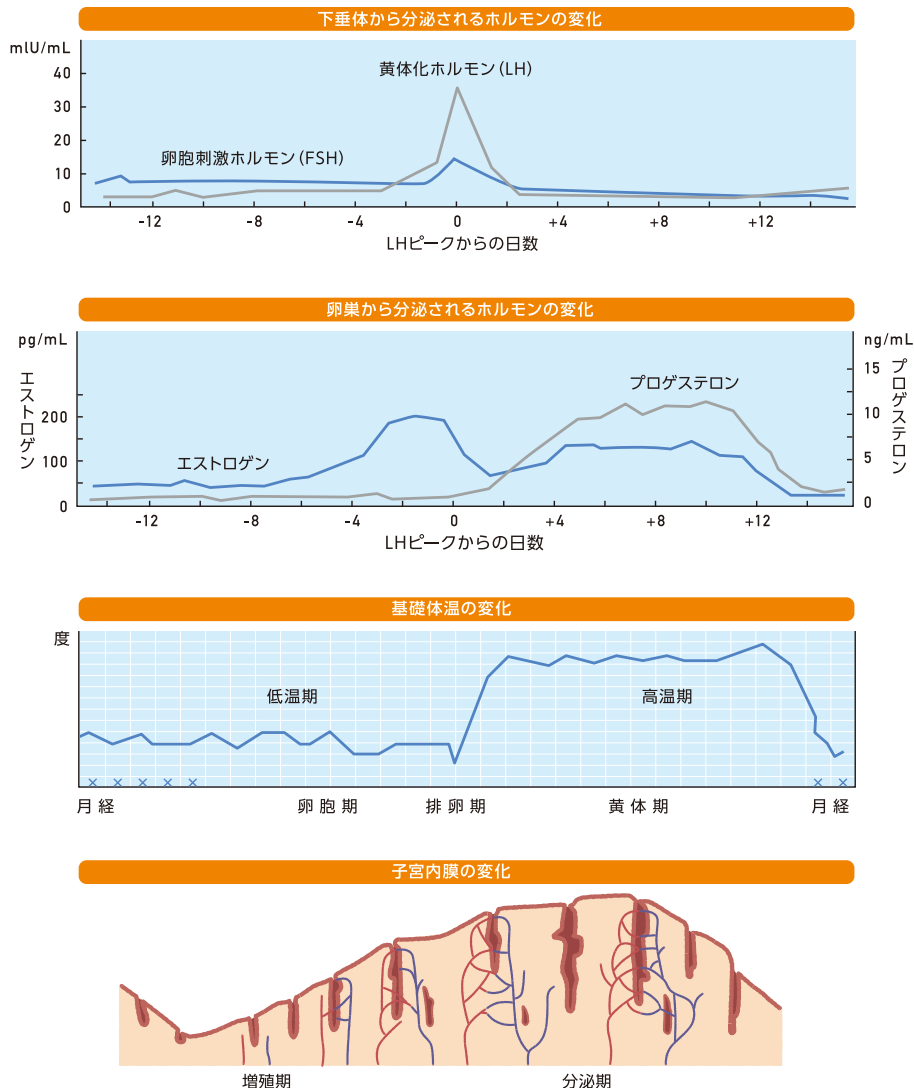 下垂体から分泌されるホルモンの変化
mIU/mL
40
30
20
10
0
黄体化ホルモン(LH)
卵胞刺激ホルモン(FSH)
-12 -8 -4 0 +4 +8 +12
LHピークからの日数
卵巣から分泌されるホルモンの変化
pg/mL
ng/mL
エストロゲン
200
100
0
プロゲステロン
15
10
5
0
プロゲステロン
エストロゲン
-12 -8 -4 0 +4 +8 +12
LHピークからの日数
基礎体温の変化
度
低温期
高温期
月経 卵胞期 排卵期 黄体期 月経
子宮内膜の変化
増殖期 分泌期